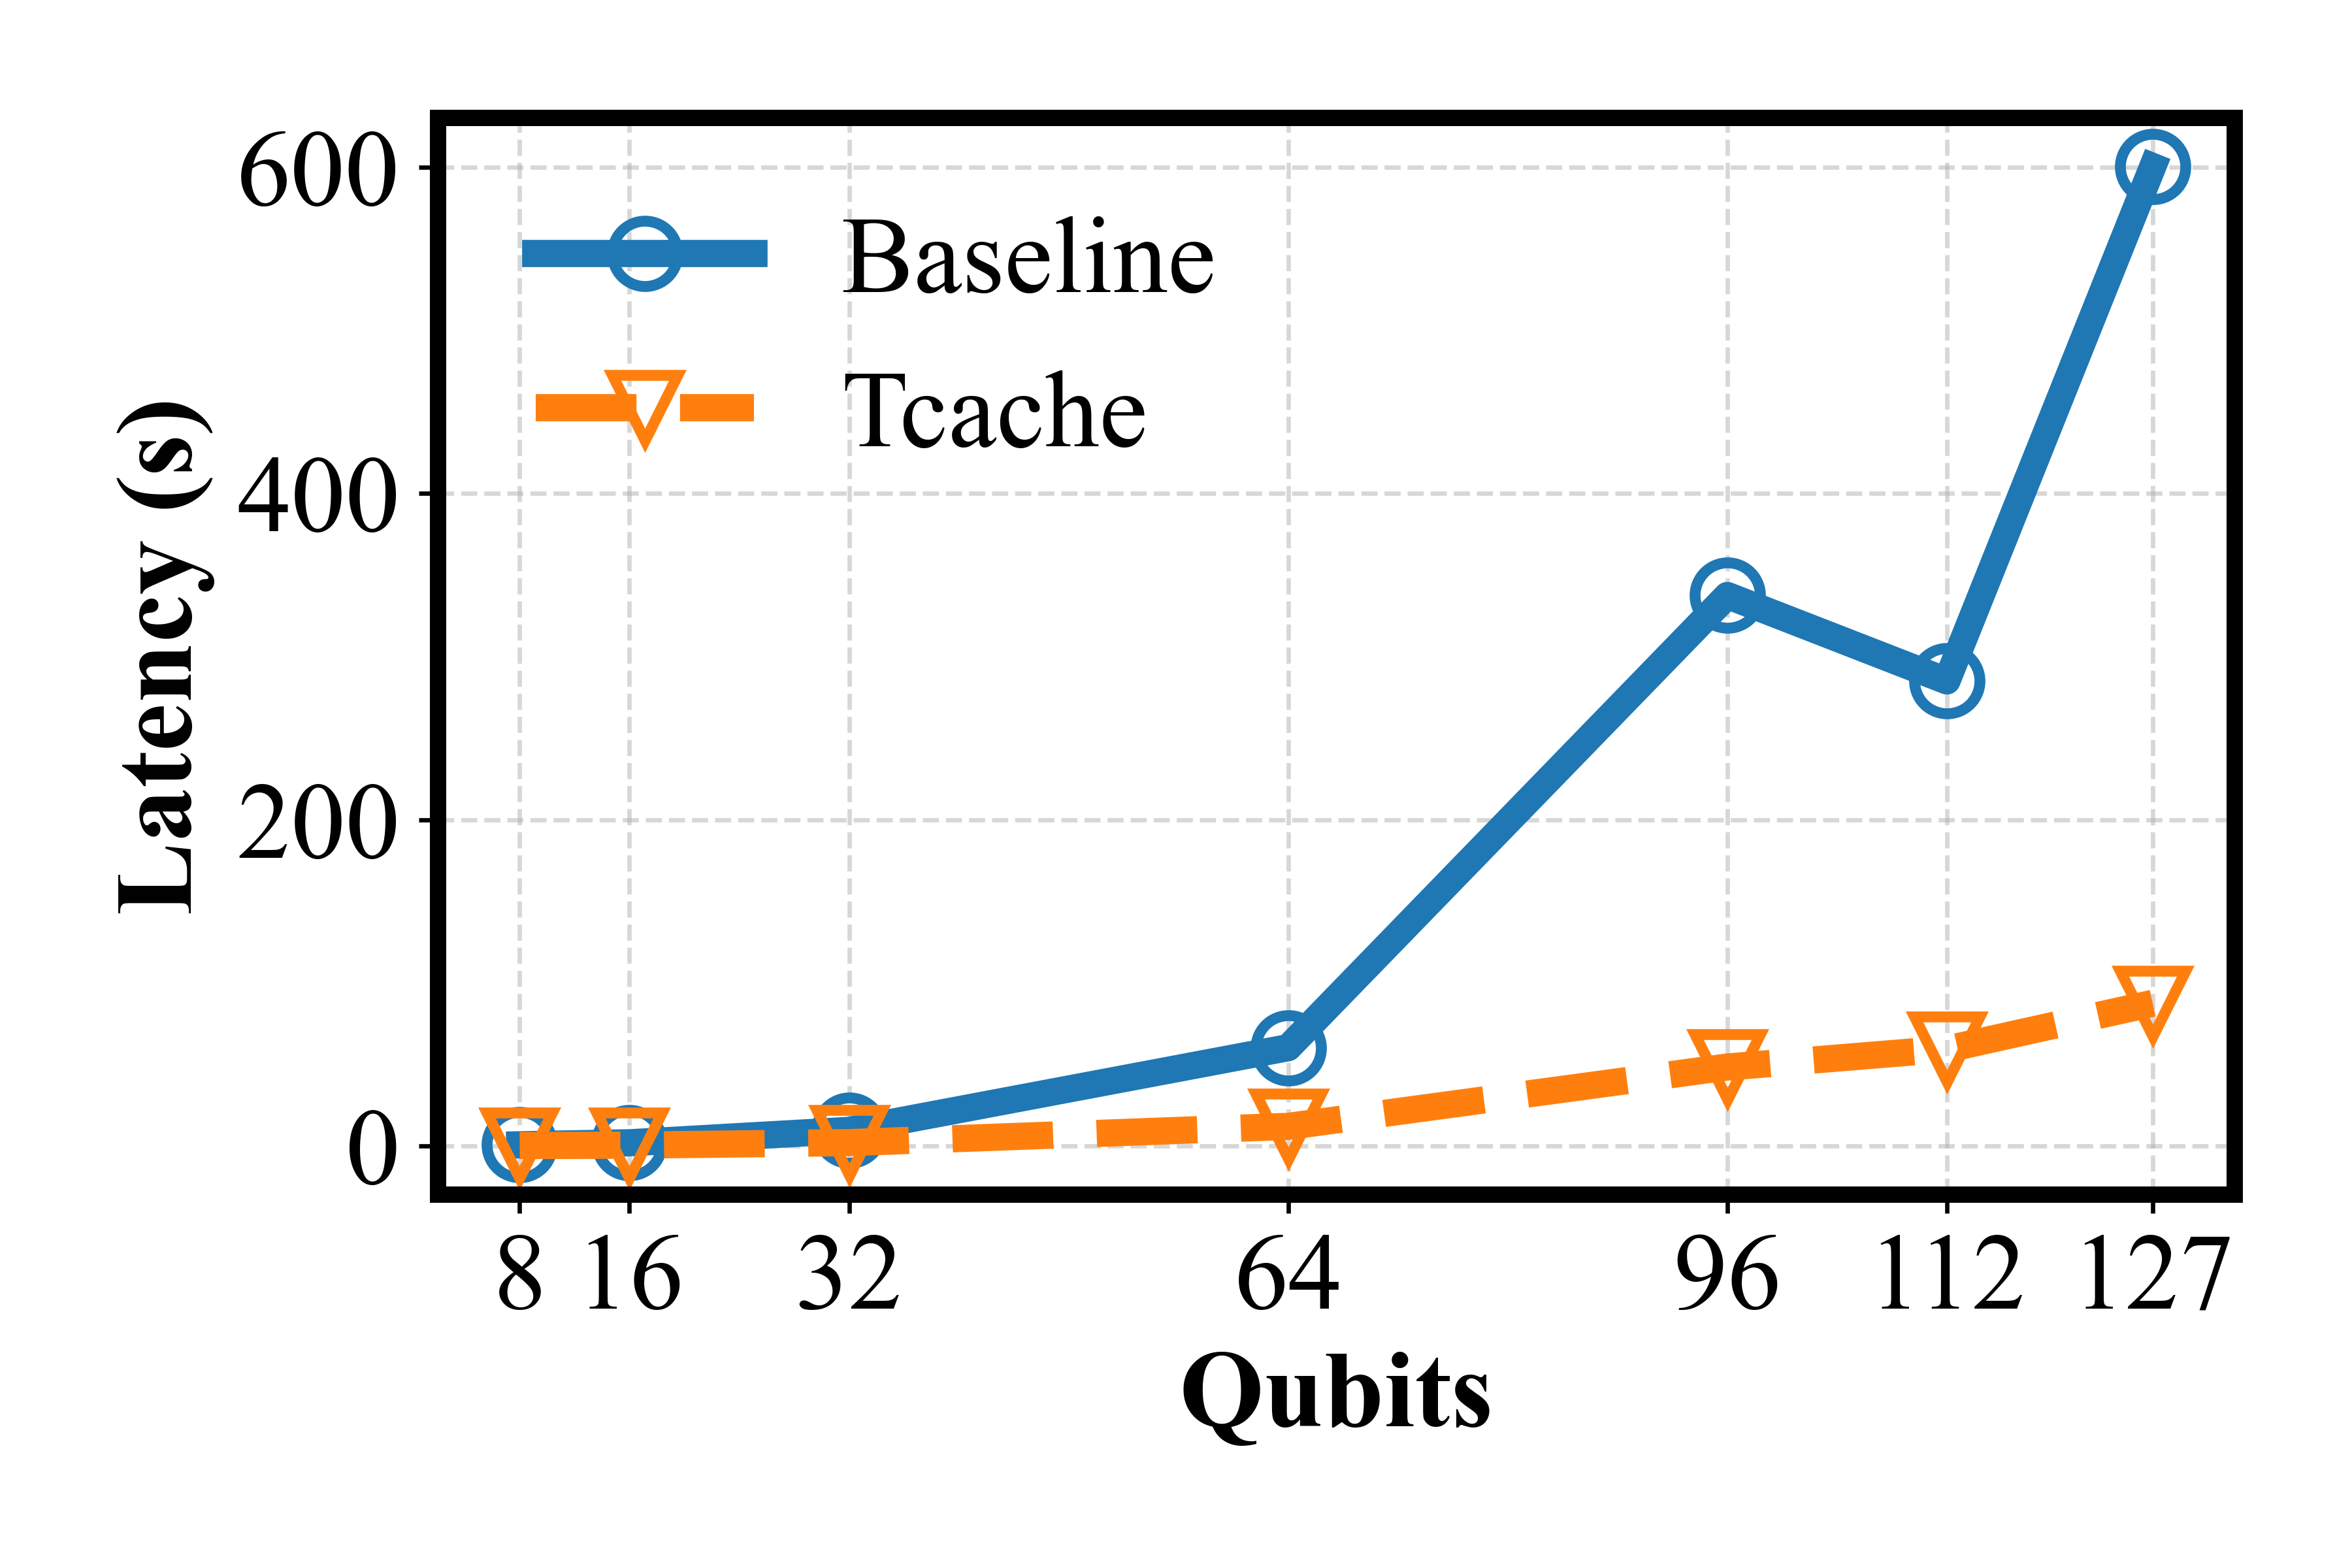 600
400
200
0
Latency (s)
Baseline
Tcache
8 16 32 64 96 112 127
Qubits